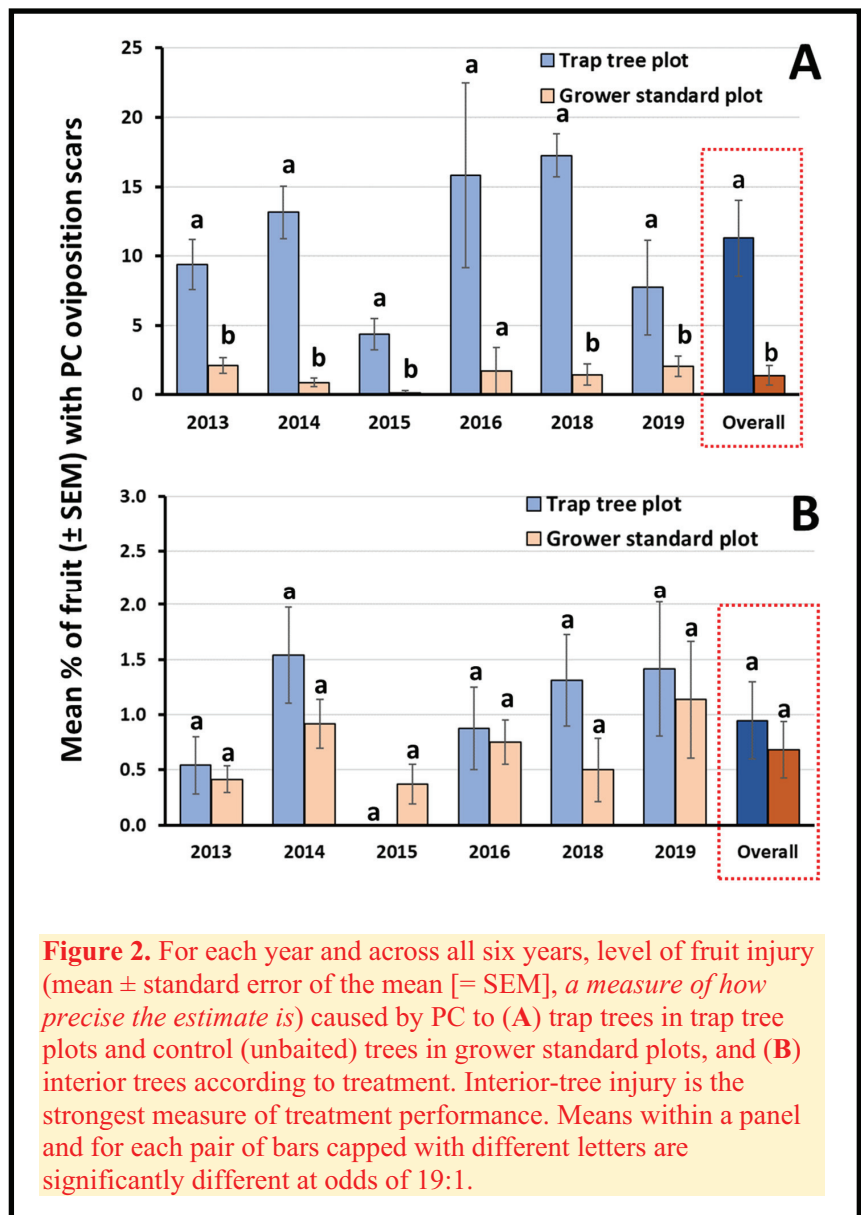 Mean % of fruit (± SEM) with PC oviposition scars
A
Trap tree plot
Grower standard plot
25
20
15
10
5
0
a
b
a
b
a
b
a
a
a
b
a
b
a
b
2013
2014
2015
2016
2018
2019
Overall
B
Trap tree plot
Grower standard plot
3.0
2.5
2.0
1.5
1.0
0.5
0.0
a
a
a
a
a
a
a
a
a
a
a
a
a
a
2013
2014
2015
2016
2018
2019
Overall
Figure 2. For each year and across all six years, level of fruit injury
(mean ± standard error of the mean [= SEM], a measure of how
precise the estimate is) caused by PC to (A) trap trees in trap tree
plots and control (unbaited) trees in grower standard plots, and (B)
interior trees according to treatment. Interior-tree injury is the
strongest measure of treatment performance. Means within a panel
and for each pair of bars capped with different letters are
significantly different at odds of 19:1.